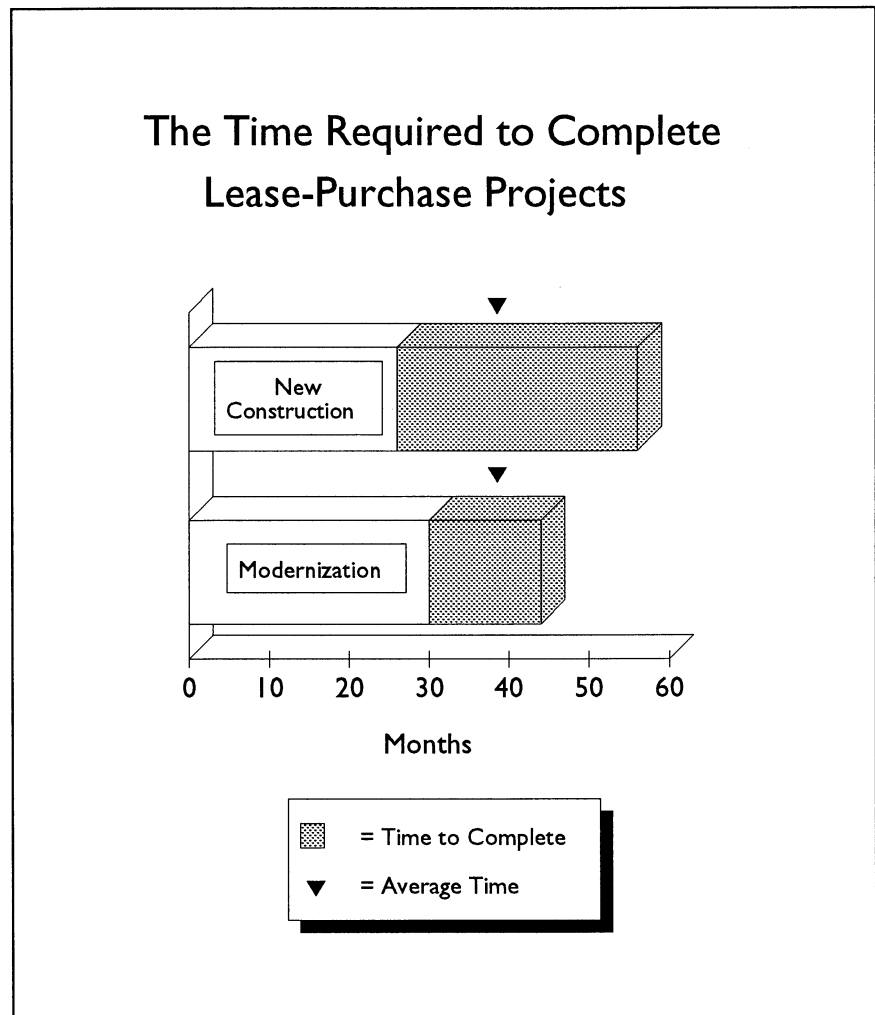 The Time Required to Complete
Lease-Purchase Projects
New
Construction
Modernization
0 10 20 30 40 50 60
Months
= Time to Complete
= Average Time